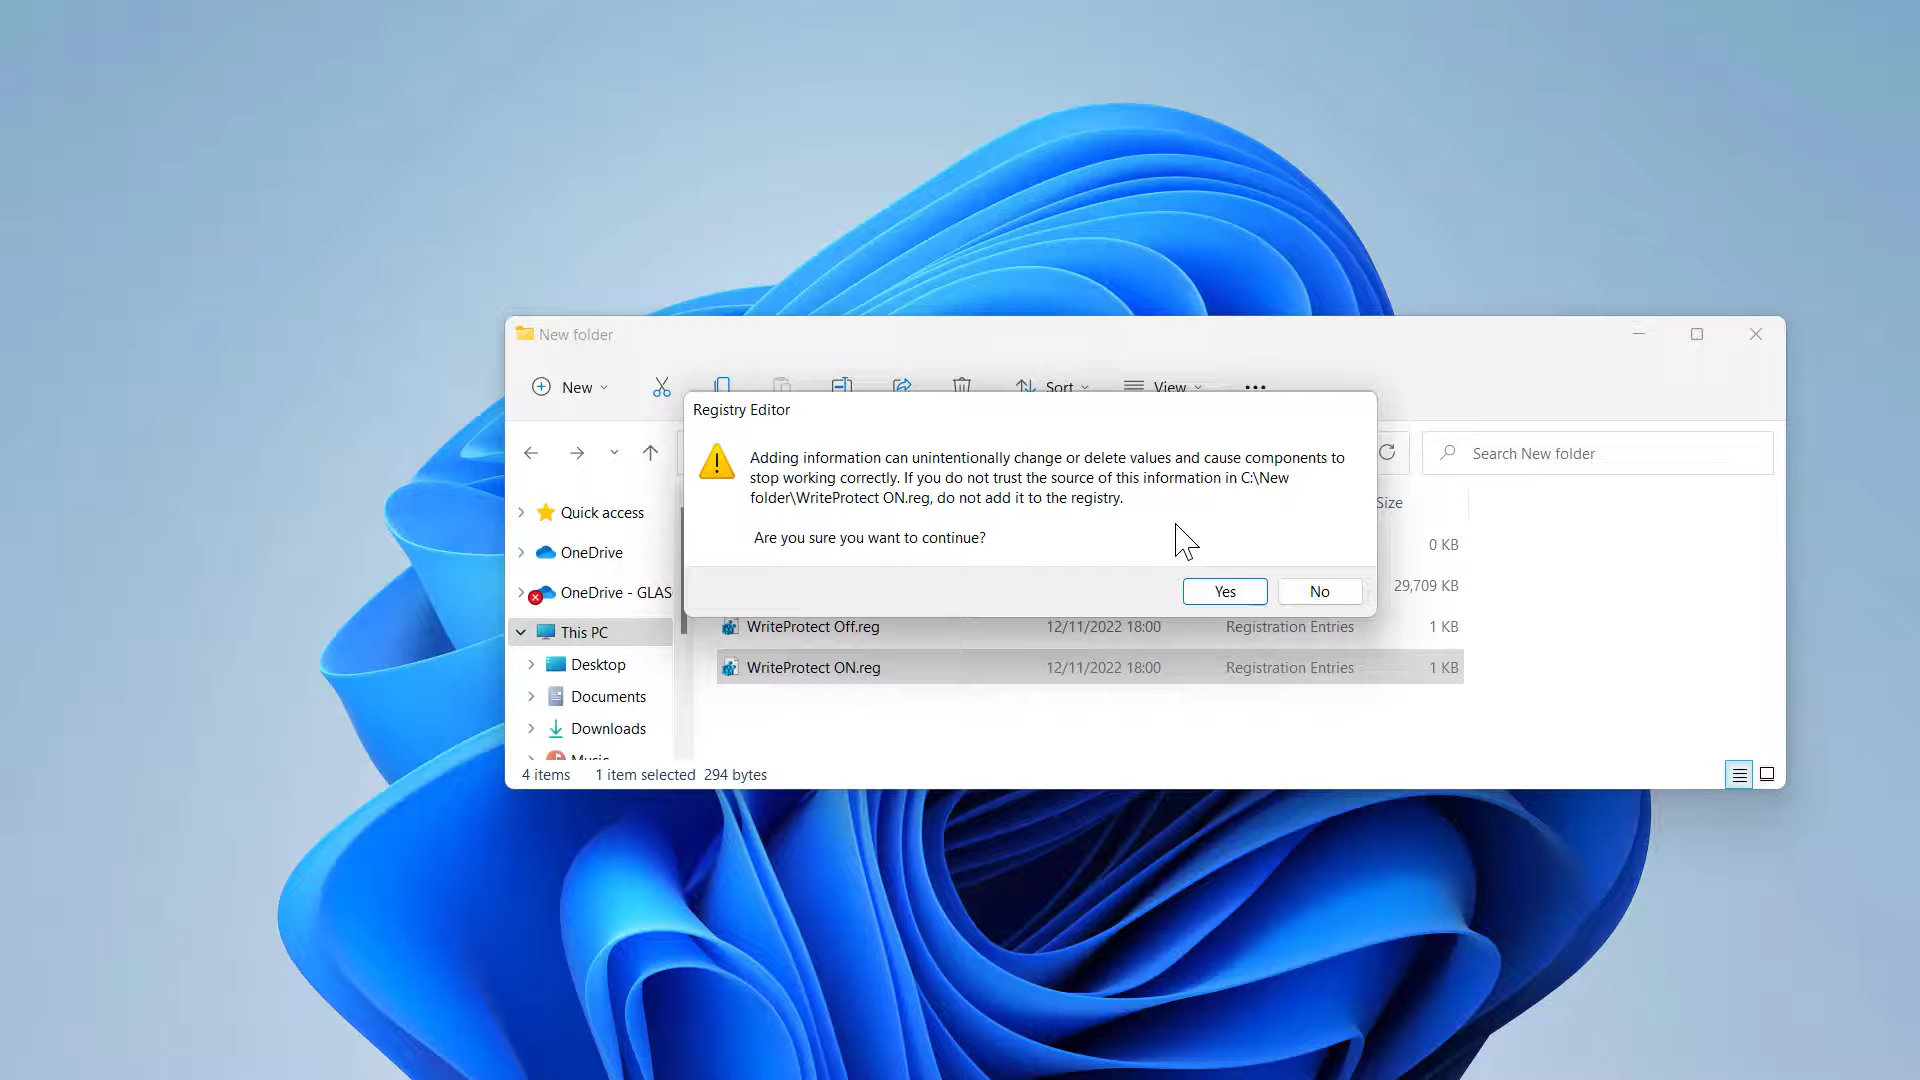 New folder
New
Sort
View
Registry Editor
Adding information can unintentionally change or delete values and cause components to
stop working correctly. If you do not trust the source of this information in C:\New
folder\WriteProtect ON.reg, do not add it to the registry.
Are you sure you want to continue?
Yes
No
Search New folder
Size
0 KB
29,709 KB
WriteProtect Off.reg 12/11/2022 18:00 Registration Entries 1 KB
WriteProtect ON.reg 12/11/2022 18:00 Registration Entries 1 KB
Quick access
OneDrive
OneDrive - GLAS
This PC
Desktop
Documents
Downloads
Music
4 items 1 item selected 294 bytes